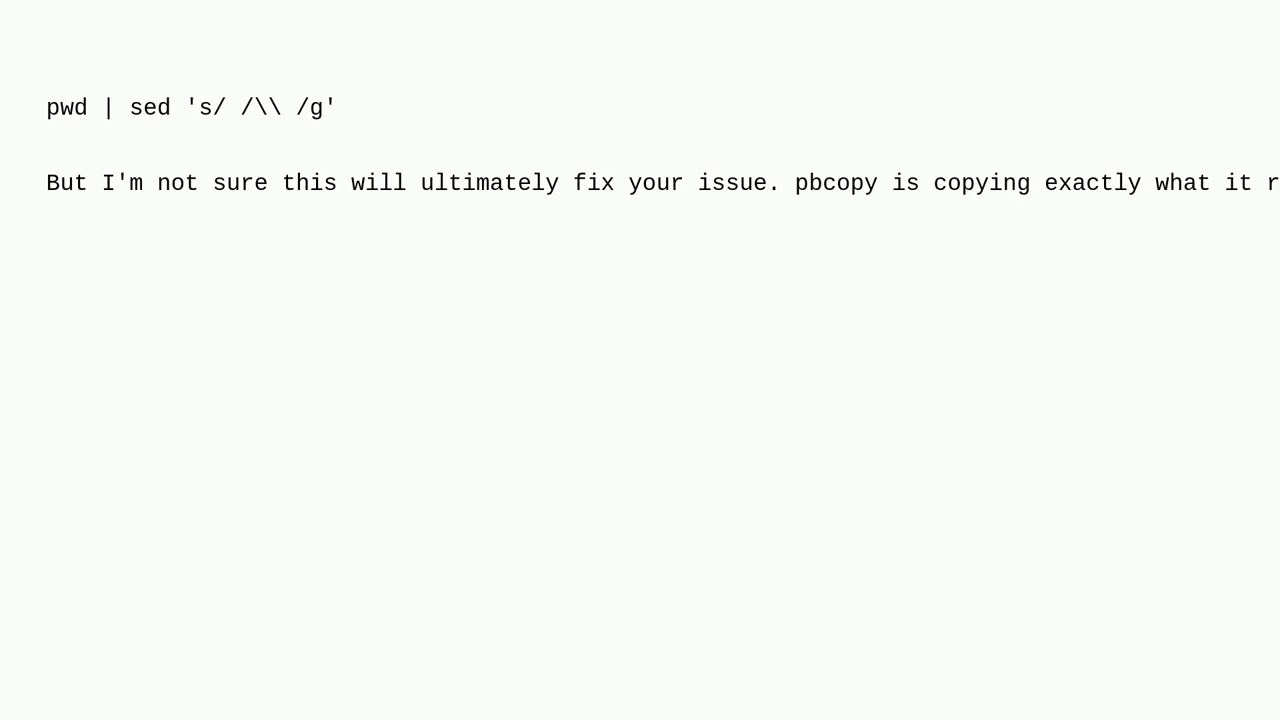 pwd | sed 's/ /\\ /g'
But I'm not sure this will ultimately fix your issue. pbcopy is copying exactly what it